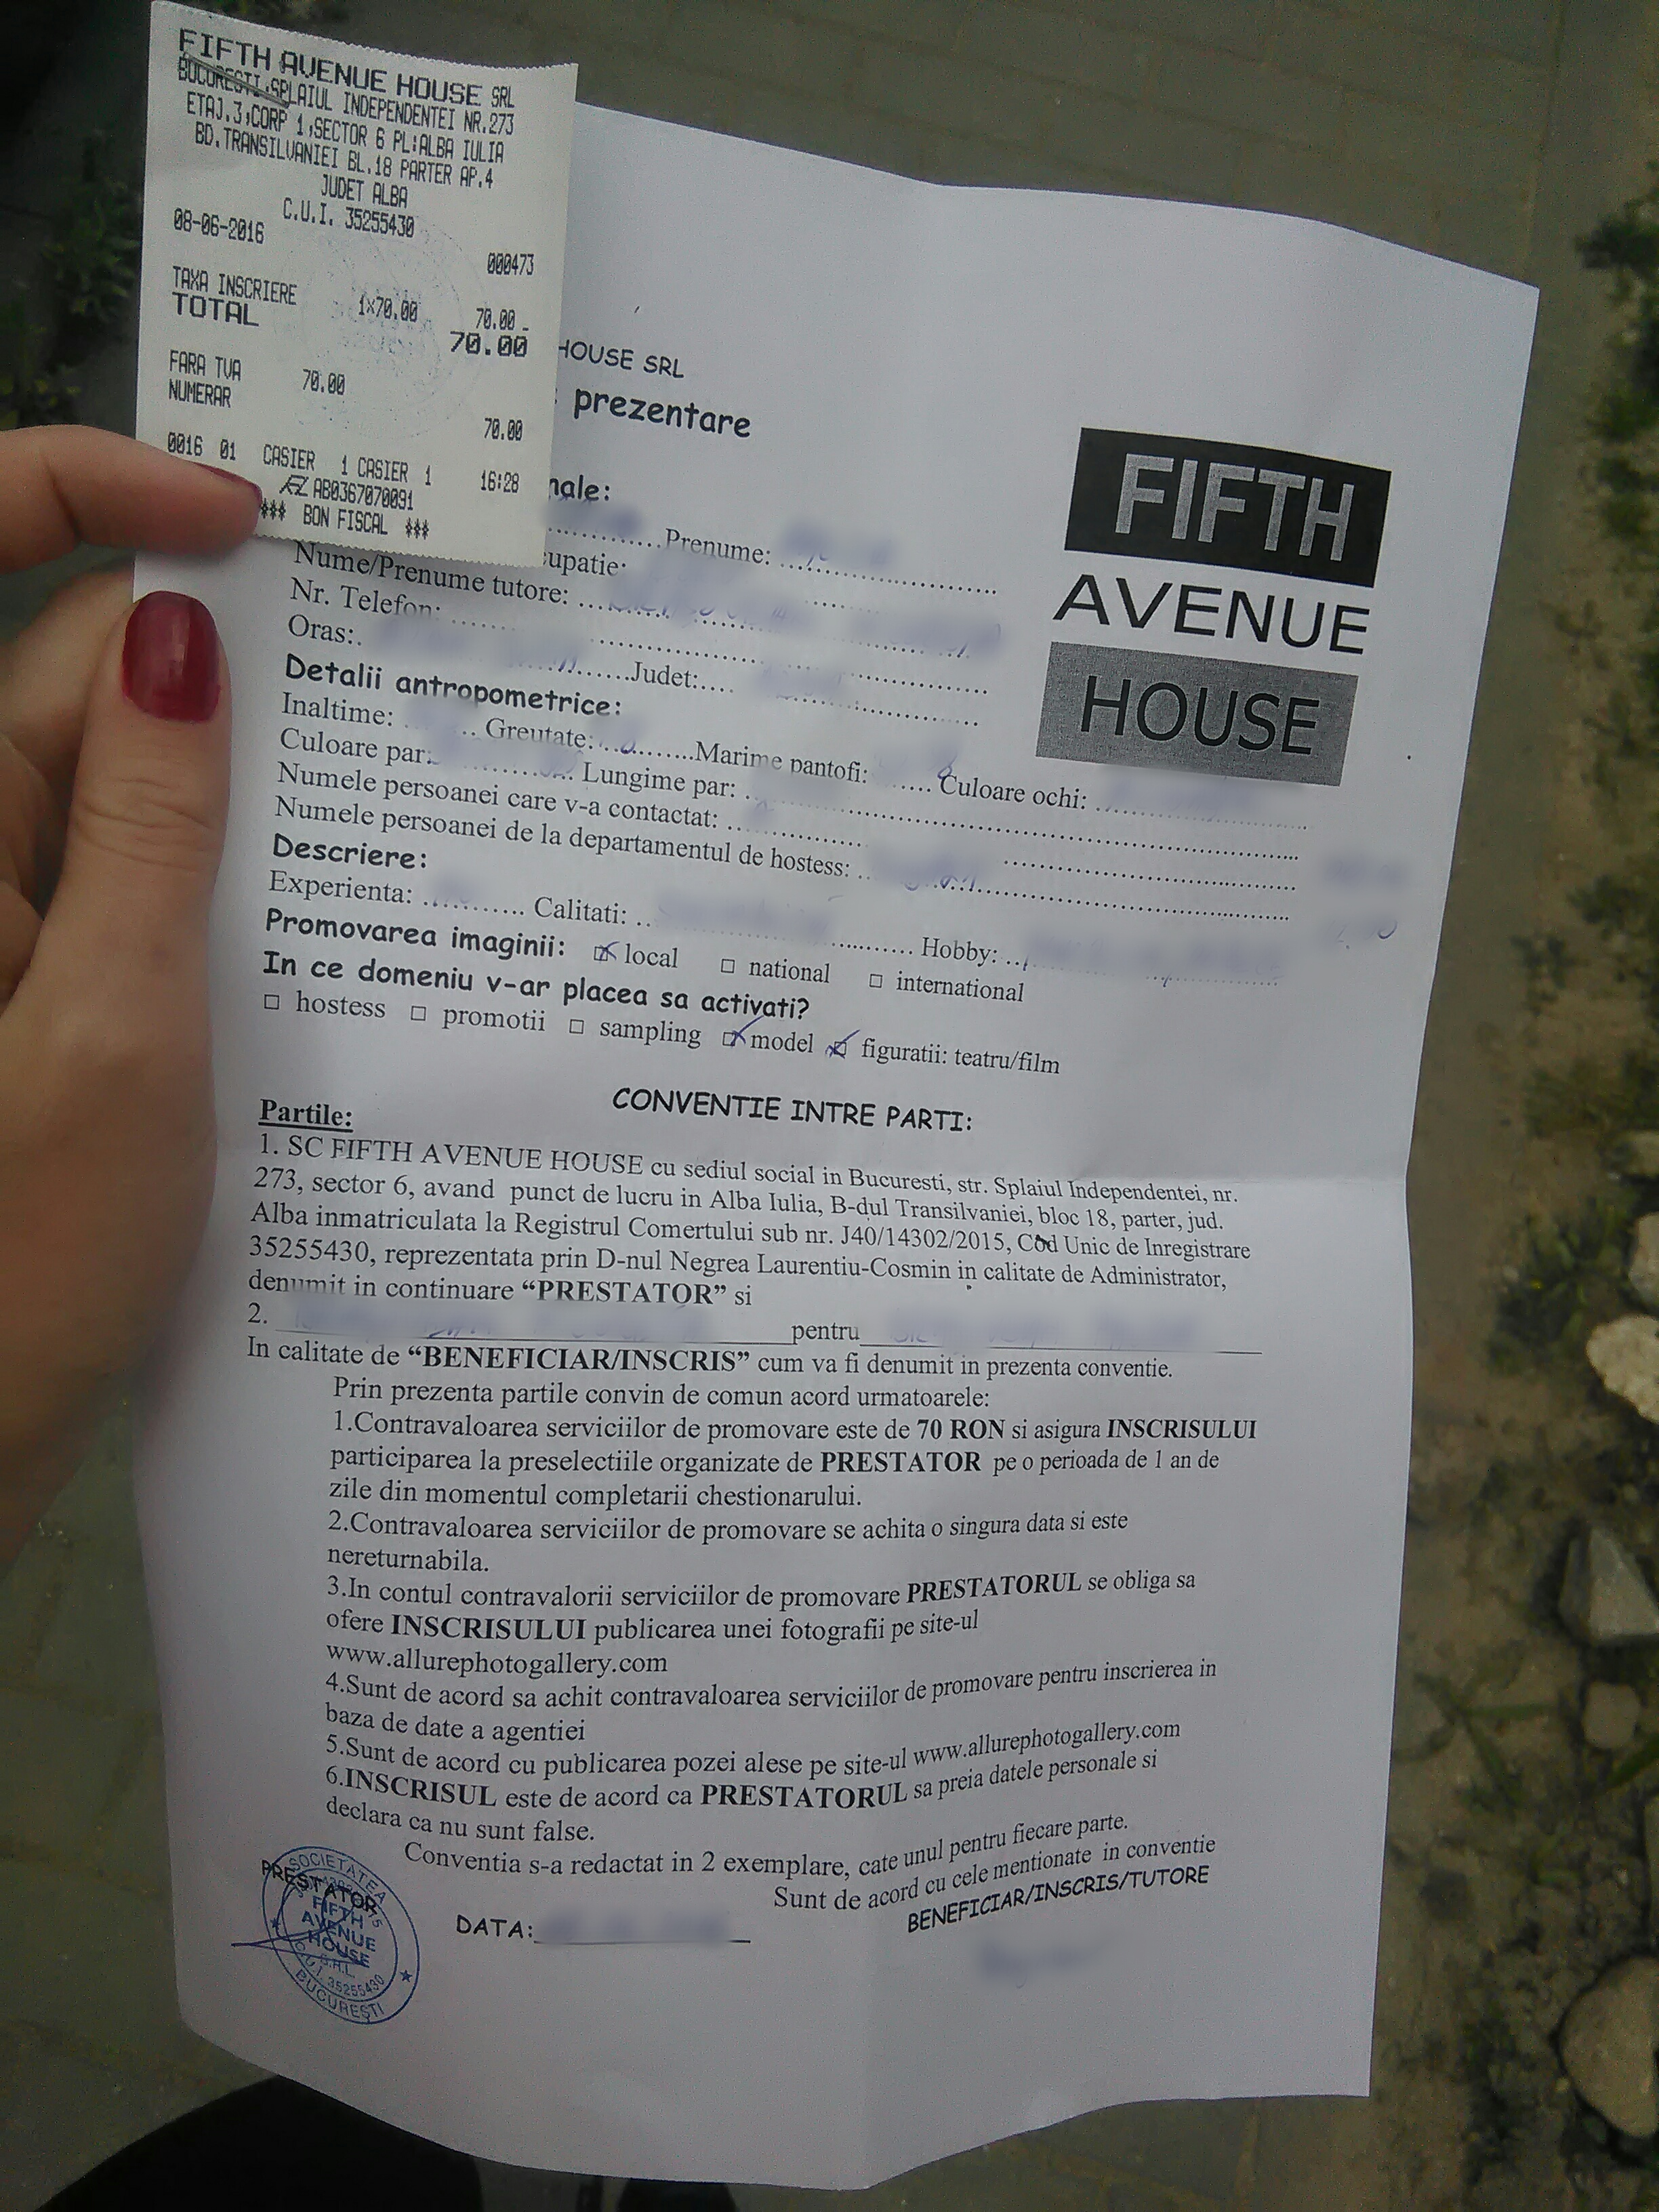 FIFTH AVENUE HOUSE SRL
BUCURESTI,SPLAIUL INDEPENDENTEI NR.273
ETAJ.3,CORP 1,SECTOR 6 PL:ALBA IULIA
BD.TRANSILVANIEI BL.18 PARTER AP.4
JUDET ALBA
C.U.I. 35255430
08-06-2016
000473
TAXA INSCRIERE 1x70.00 70.00
TOTAL 70.00
FARA TVA 70.00
NUMERAR 70.00
0016 01 CASIER 1 CASIER 1 16:28
AB0367070091
*** BON FISCAL ***
HOUSE SRL
prezentare
FIFTH
AVENUE
HOUSE
nale:
Prenume:
upatie:
Nume/Prenume tutore:
Nr. Telefon:
Oras: Judet:
Detalii antropometrice:
Inaltime: Greutate: Marime pantofi: Culoare ochi:
Culoare par: Lungime par:
Numele persoanei care v-a contactat:
Numele persoanei de la departamentul de hostess:
Descriere:
Experienta: Calitati: Hobby:
Promovarea imaginii: local national international
In ce domeniu v-ar placea sa activati?
hostess promotii sampling model figuratii: teatru/film
CONVENTIE INTRE PARTI:
Partile:
1. SC FIFTH AVENUE HOUSE cu sediul social in Bucuresti, str. Splaiul Independentei, nr.
273, sector 6, avand punct de lucru in Alba Iulia, B-dul Transilvaniei, bloc 18, parter, jud.
Alba inmatriculata la Registrul Comertului sub nr. J40/14302/2015, Cod Unic de Inregistrare
35255430, reprezentata prin D-nul Negrea Laurentiu-Cosmin in calitate de Administrator,
denumit in continuare “PRESTATOR” si
2. pentru
In calitate de “BENEFICIAR/INSCRIS” cum va fi denumit in prezenta conventie.
Prin prezenta partile convin de comun acord urmatoarele:
1.Contravaloarea serviciilor de promovare este de 70 RON si asigura INSCRISULUI
participarea la preselectiile organizate de PRESTATOR pe o perioada de 1 an de
zile din momentul completarii chestionarului.
2.Contravaloarea serviciilor de promovare se achita o singura data si este
nereturnabila.
3.In contul contravalorii serviciilor de promovare PRESTATORUL se obliga sa
ofere INSCRISULUI publicarea unei fotografii pe site-ul
www.allurephotogallery.com
4.Sunt de acord sa achit contravaloarea serviciilor de promovare pentru inscrierea in
baza de date a agentiei
5.Sunt de acord cu publicarea pozei alese pe site-ul www.allurephotogallery.com
6.INSCRISUL este de acord ca PRESTATORUL sa preia datele personale si
declara ca nu sunt false.
Conventia s-a redactat in 2 exemplare, cate unul pentru fiecare parte.
Sunt de acord cu cele mentionate in conventie
PRESTATOR
DATA:
BENEFICIAR/INSCRIS/TUTORE
SOCIETATEA
FIFTH
AVENUE
HOUSE
S.R.L.
C.U.I. 35255430
BUCUREȘTI